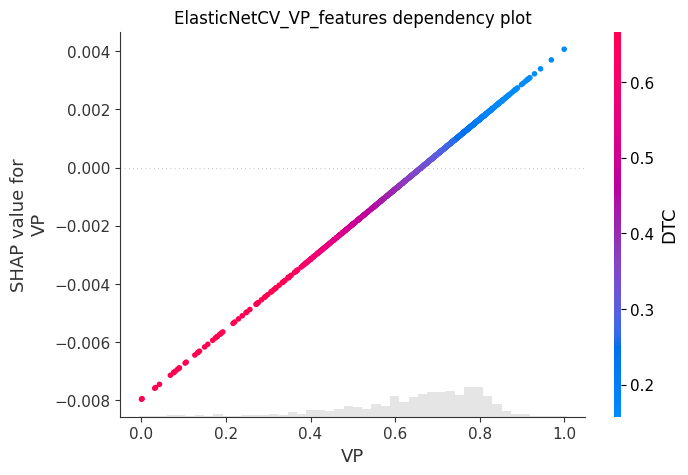 ElasticNetCV_VP_features dependency plot
0.004
0.002
0.000
−0.002
−0.004
−0.006
−0.008
SHAP value for
VP
0.0 0.2 0.4 0.6 0.8 1.0
VP
0.6
0.5
0.4
0.3
0.2
DTC